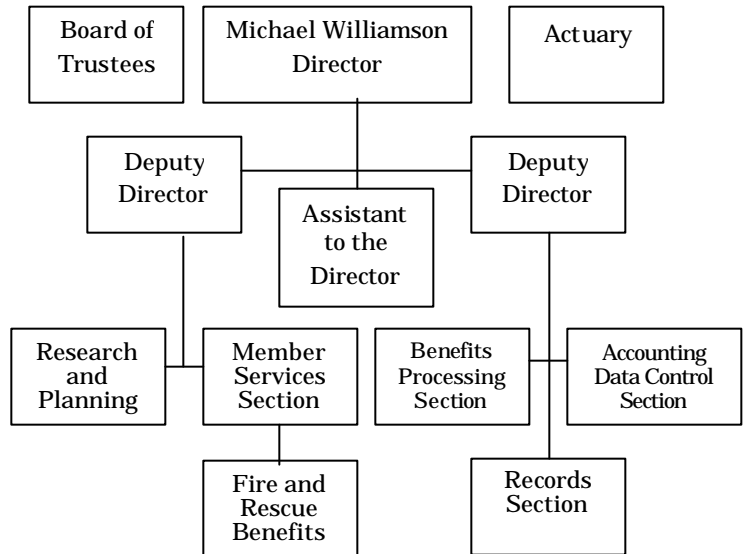 Board of
Trustees
Michael Williamson
Director
Actuary
Deputy
Director
Assistant
to the
Director
Deputy
Director
Research
and
Planning
Member
Services
Section
Benefits
Processing
Section
Accounting
Data Control
Section
Fire and
Rescue
Benefits
Records
Section